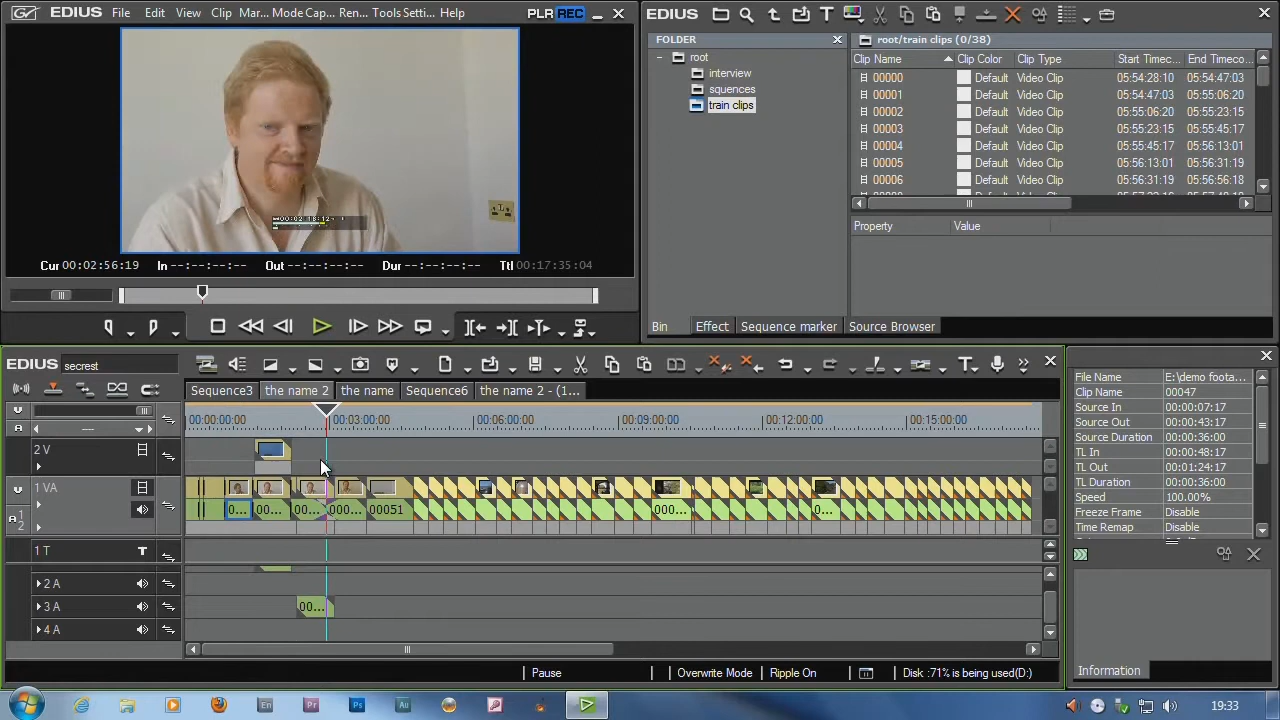 EDIUS File Edit View Clip Mar... Mode Cap... Ren... Tools Setti... Help PLR REC
Cur 00:02:56:19 In --:--:--:-- Out --:--:--:-- Dur --:--:--:-- Ttl 00:17:35:04
EDIUS
FOLDER
root
interview
squences
train clips
root/train clips (0/38)
Clip Name Clip Color Clip Type Start Timec... End Timeco...
00000 Default Video Clip 05:54:28:10 05:54:47:03
00001 Default Video Clip 05:54:47:03 05:55:06:20
00002 Default Video Clip 05:55:06:20 05:55:23:15
00003 Default Video Clip 05:55:23:15 05:55:45:17
00004 Default Video Clip 05:55:45:17 05:56:13:01
00005 Default Video Clip 05:56:13:01 05:56:31:19
00006 Default Video Clip 05:56:31:19 05:56:56:18
Property Value
Bin Effect Sequence marker Source Browser
EDIUS secrest
Sequence3 the name 2 the name Sequence6 the name 2 - (1...
00:00:00:00 00:03:00:00 00:06:00:00 00:09:00:00 00:12:00:00 00:15:00:00
2 V
1 VA
0... 00... 00... 000... 00051 000... 0...
1 T T
2 A
3 A 00...
4 A
Pause Overwrite Mode Ripple On Disk :71% is being used(D:)
File Name E:\demo foota...
Clip Name 00047
Source In 00:00:07:17
Source Out 00:00:43:17
Source Duration 00:00:36:00
TL In 00:00:48:17
TL Out 00:01:24:17
TL Duration 00:00:36:00
Speed 100.00%
Freeze Frame Disable
Time Remap Disable
Information
En Pr Ps Au
19:33